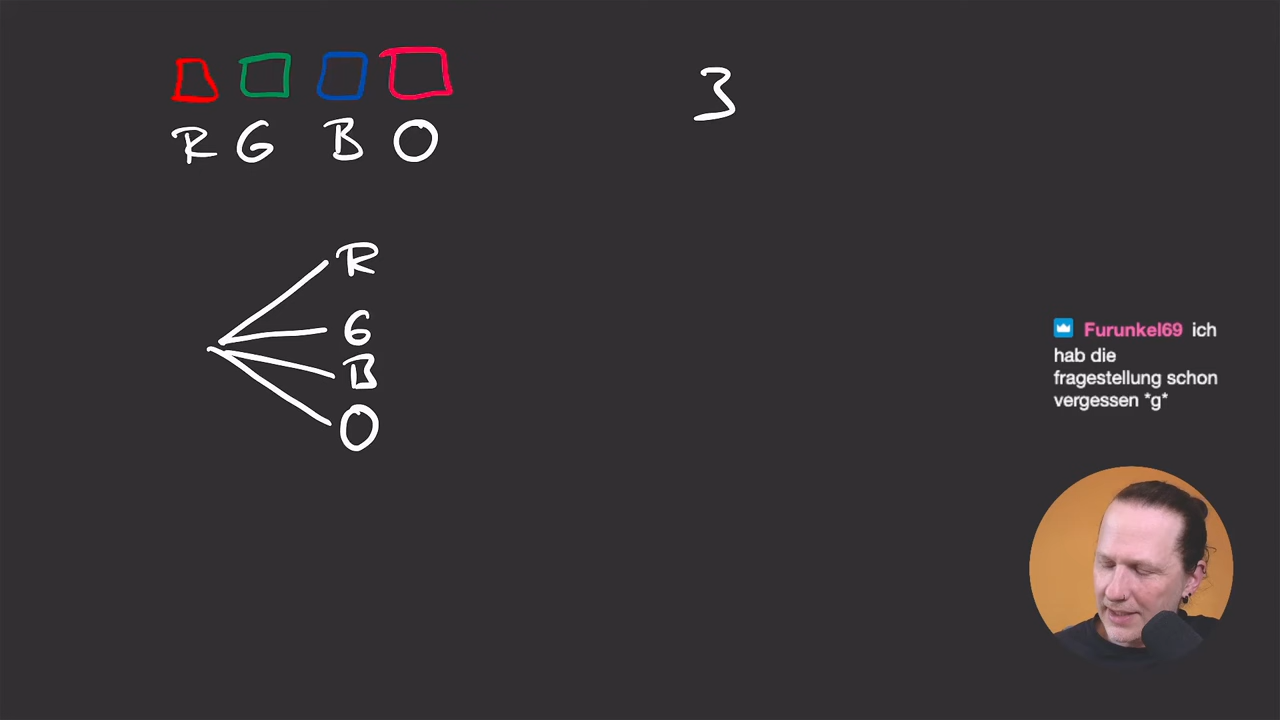 R G B O
3
R
G
B
O
Furunkel69 ich
hab die
fragestellung schon
vergessen *g*